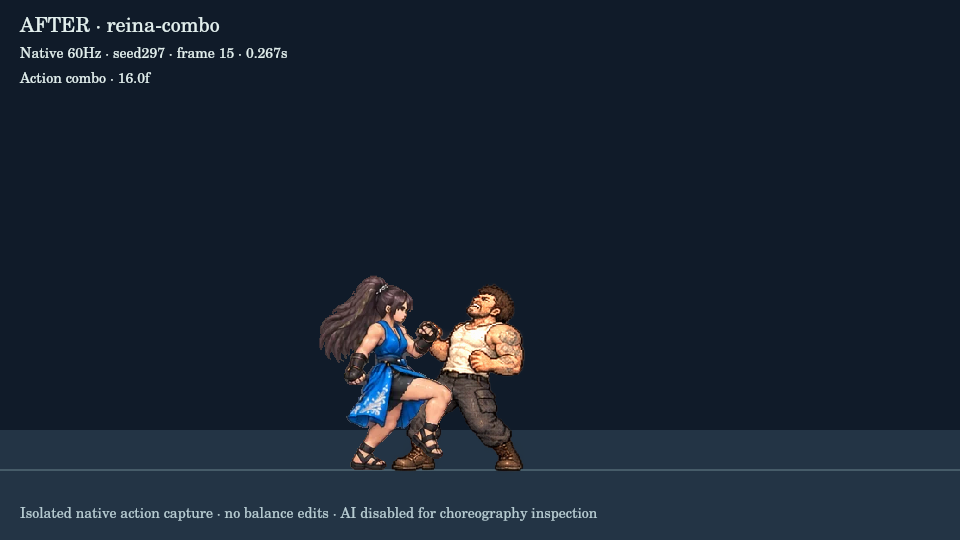 AFTER · reina-combo
Native 60Hz · seed297 · frame 15 · 0.267s
Action combo · 16.0f
Isolated native action capture · no balance edits · AI disabled for choreography inspection